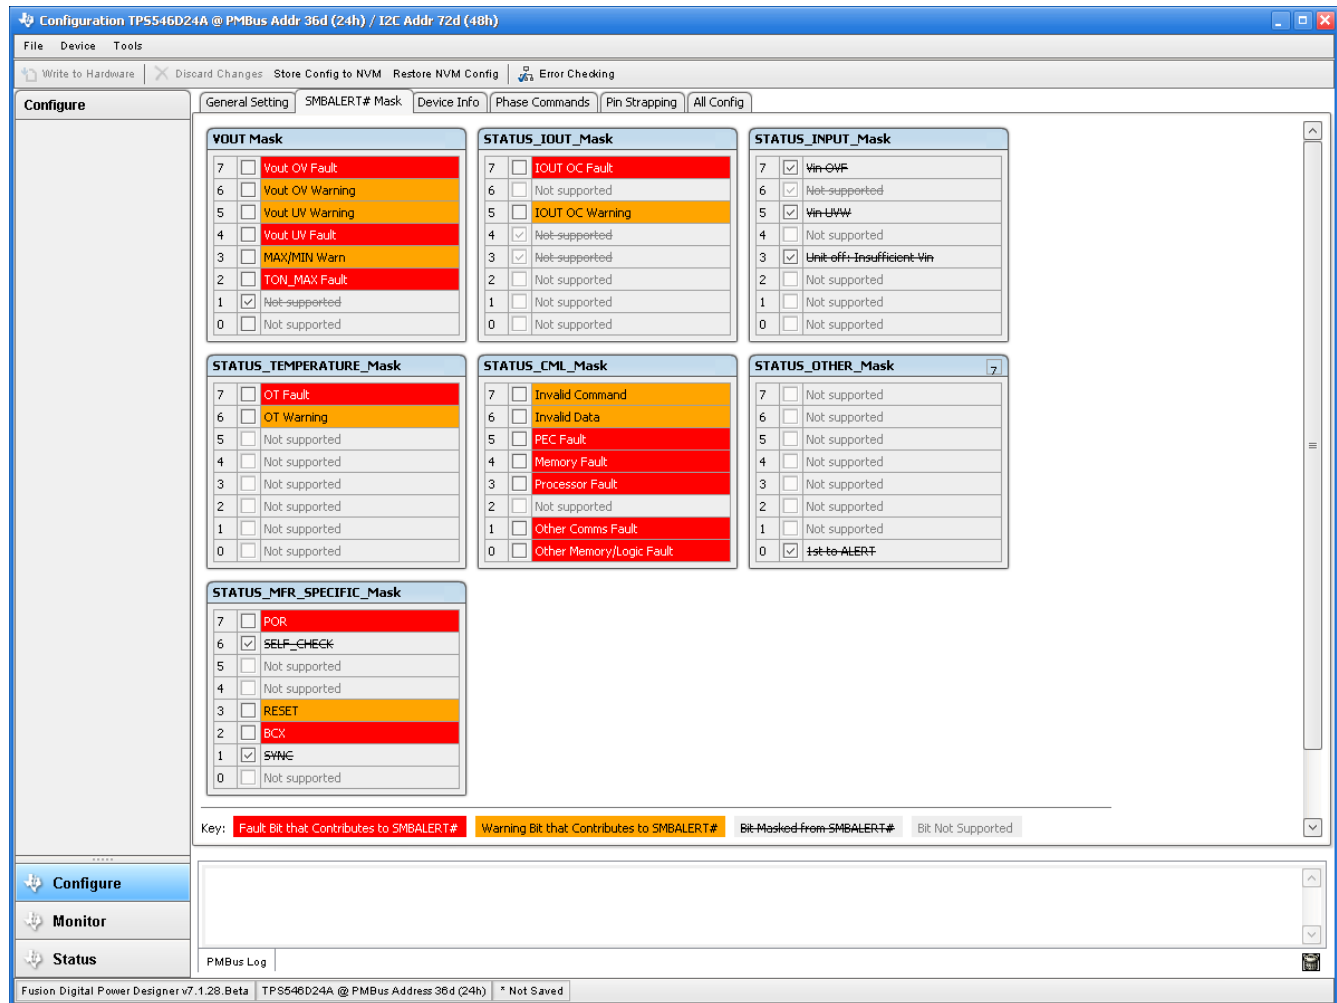 Configuration TPS546D24A @ PMBus Addr 36d (24h) / I2C Addr 72d (48h)
File Device Tools
Write to Hardware Discard Changes Store Config to NVM Restore NVM Config Error Checking
Configure
General Setting SMBALERT# Mask Device Info Phase Commands Pin Strapping All Config
VOUT Mask
7 Vout OV Fault
6 Vout OV Warning
5 Vout UV Warning
4 Vout UV Fault
3 MAX/MIN Warn
2 TON_MAX Fault
1 Not supported
0 Not supported
STATUS_IOUT_Mask
7 IOUT OC Fault
6 Not supported
5 IOUT OC Warning
4 Not supported
3 Not supported
2 Not supported
1 Not supported
0 Not supported
STATUS_INPUT_Mask
7 Vin OVF
6 Not supported
5 Vin UVW
4 Not supported
3 Unit off: Insufficient Vin
2 Not supported
1 Not supported
0 Not supported
STATUS_TEMPERATURE_Mask
7 OT Fault
6 OT Warning
5 Not supported
4 Not supported
3 Not supported
2 Not supported
1 Not supported
0 Not supported
STATUS_CML_Mask
7 Invalid Command
6 Invalid Data
5 PEC Fault
4 Memory Fault
3 Processor Fault
2 Not supported
1 Other Comms Fault
0 Other Memory/Logic Fault
STATUS_OTHER_Mask 7
7 Not supported
6 Not supported
5 Not supported
4 Not supported
3 Not supported
2 Not supported
1 Not supported
0 1st to ALERT
STATUS_MFR_SPECIFIC_Mask
7 POR
6 SELF_CHECK
5 Not supported
4 Not supported
3 RESET
2 BCX
1 SYNC
0 Not supported
Key: Fault Bit that Contributes to SMBALERT# Warning Bit that Contributes to SMBALERT# Bit Masked from SMBALERT# Bit Not Supported
Configure
Monitor
Status
PMBus Log
Fusion Digital Power Designer v7.1.28.Beta TPS546D24A @ PMBus Address 36d (24h) * Not Saved